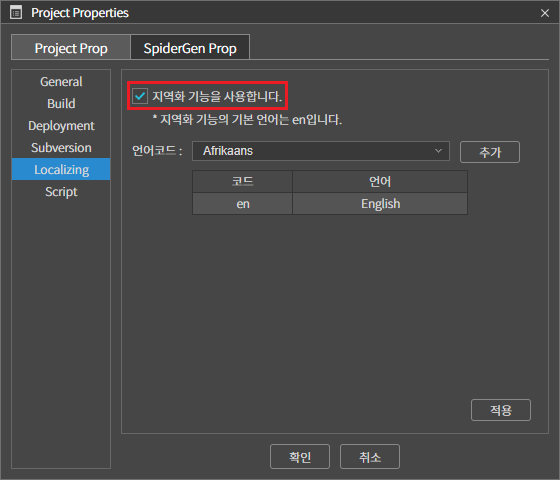 Project Properties
Project Prop
SpiderGen Prop
General
Build
Deployment
Subversion
Localizing
Script
지역화 기능을 사용합니다.
* 지역화 기능의 기본 언어는 en입니다.
언어코드 : Afrikaans 추가
코드 언어
en English
적용
확인 취소